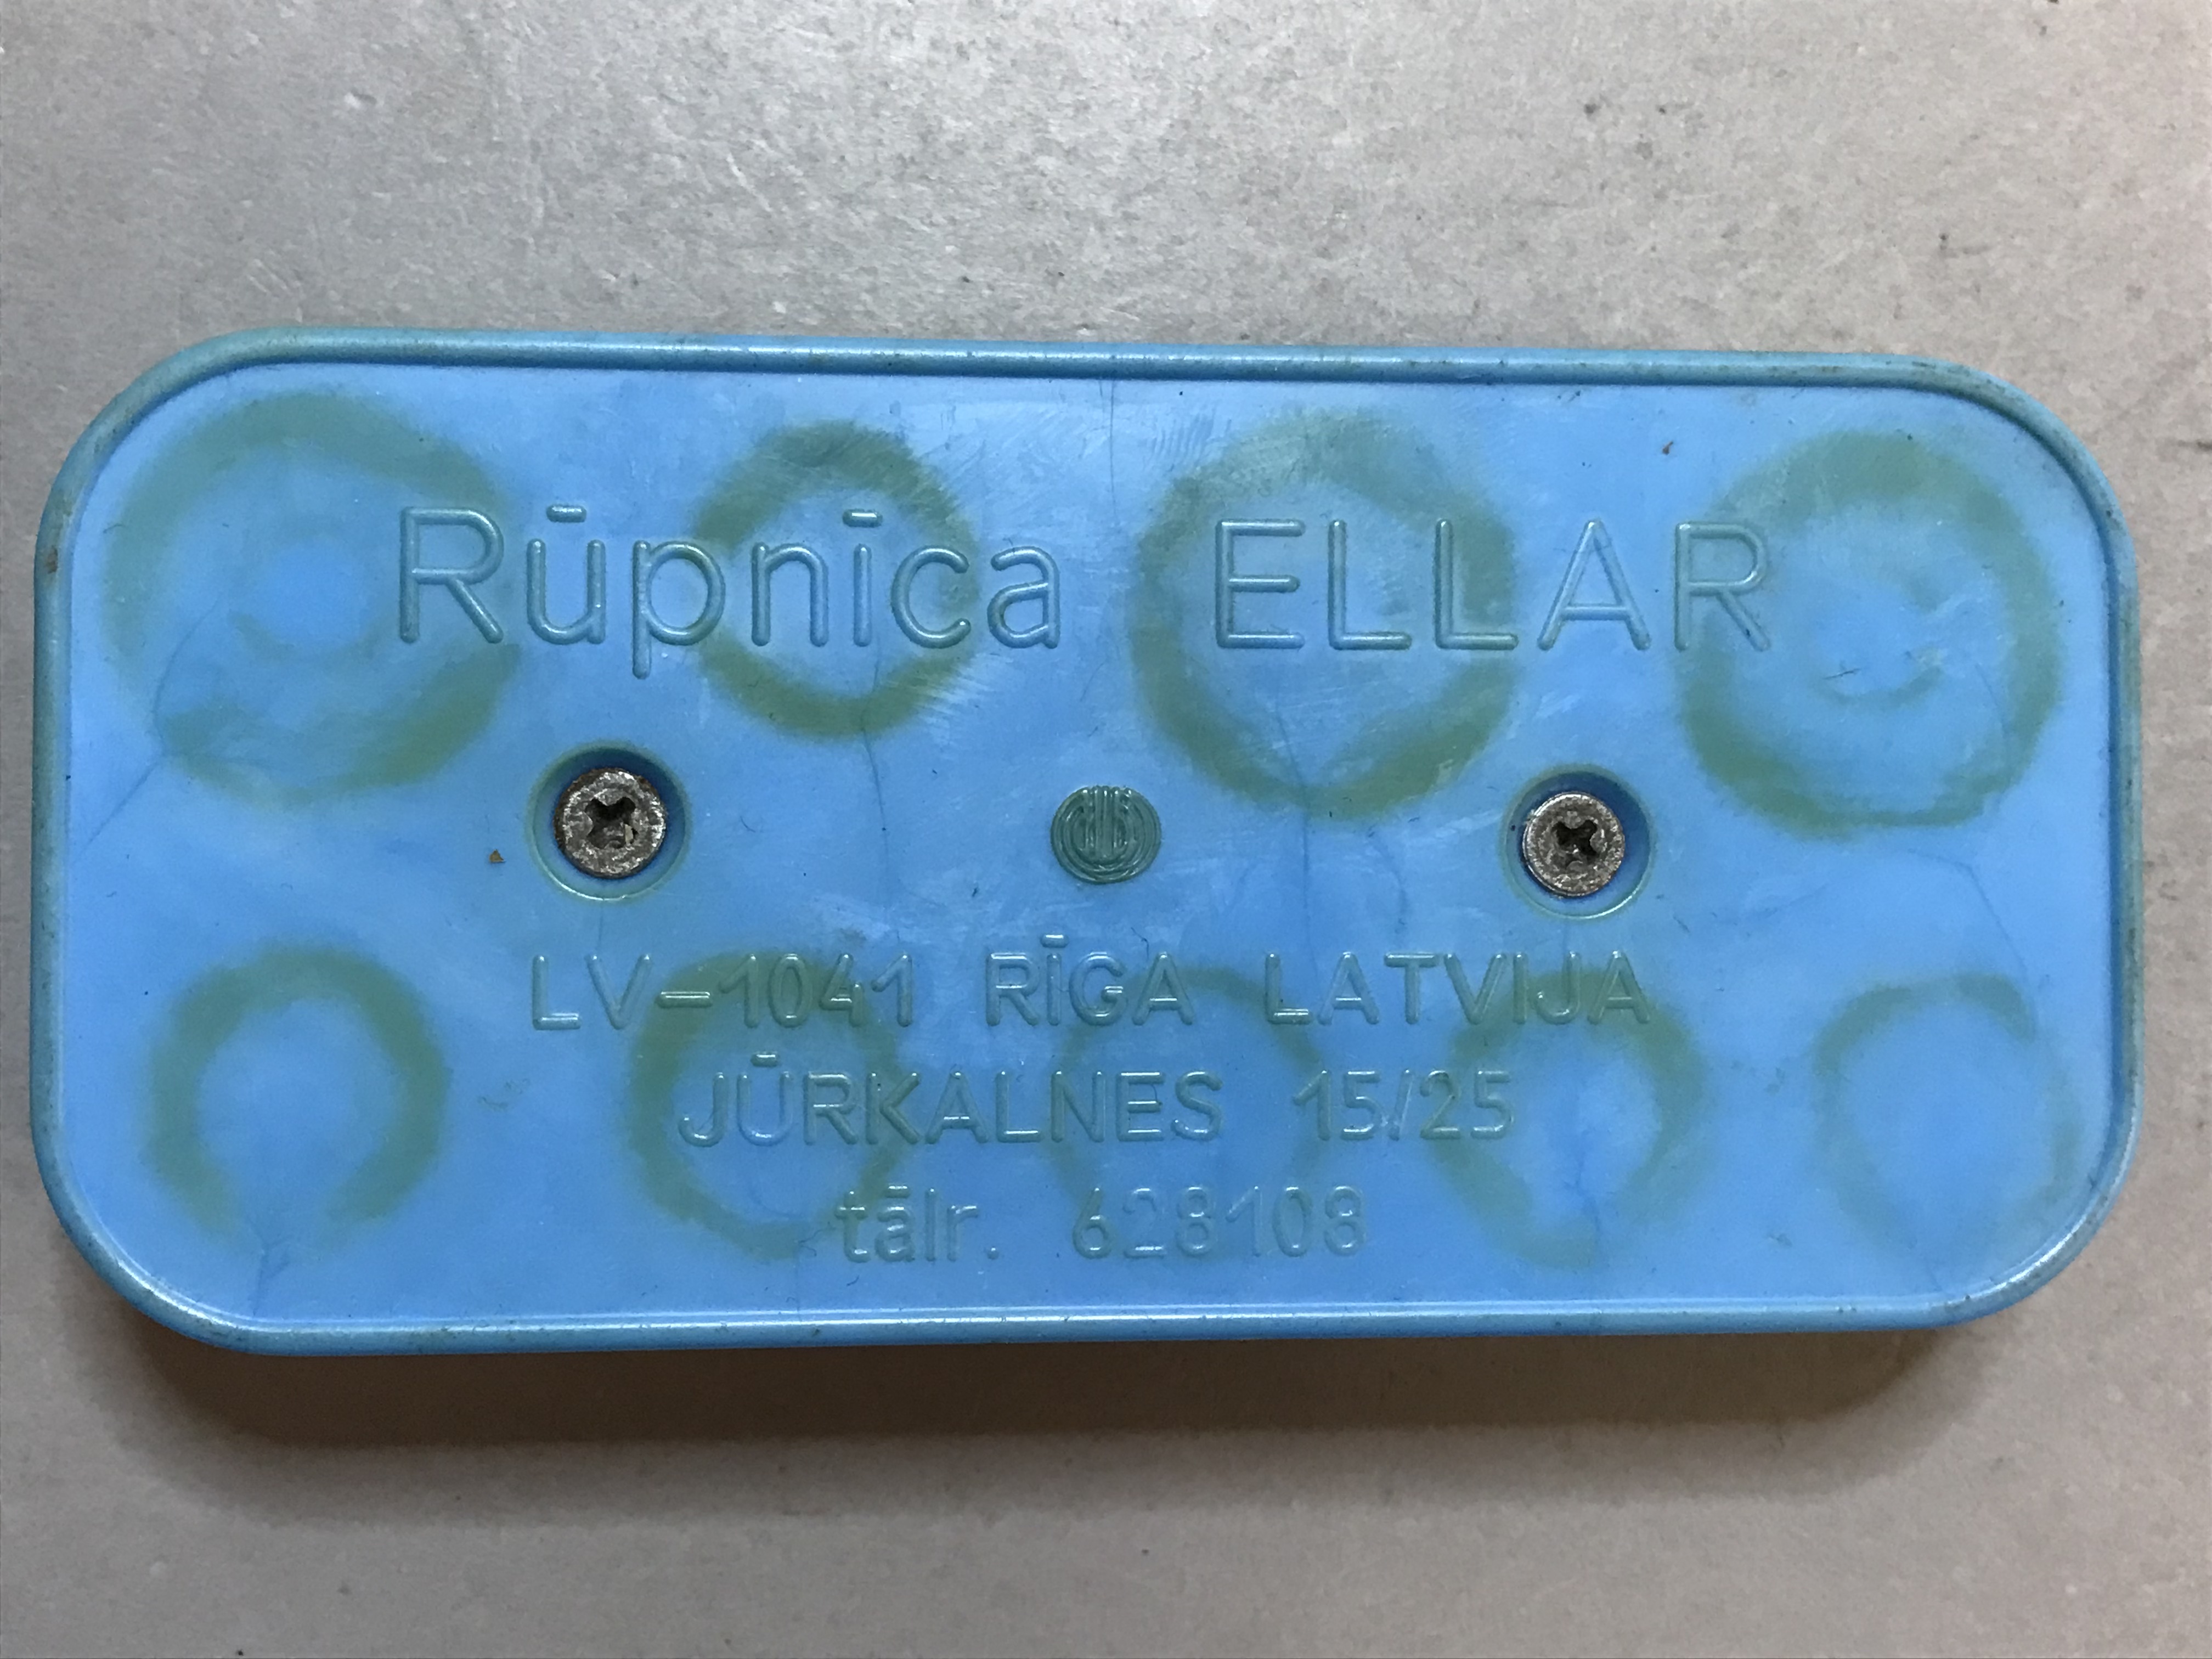 Rūpnīca ELLAR
LV-1041 RĪGA LATVIJA
JŪRKALNES 15/25
tālr. 628108